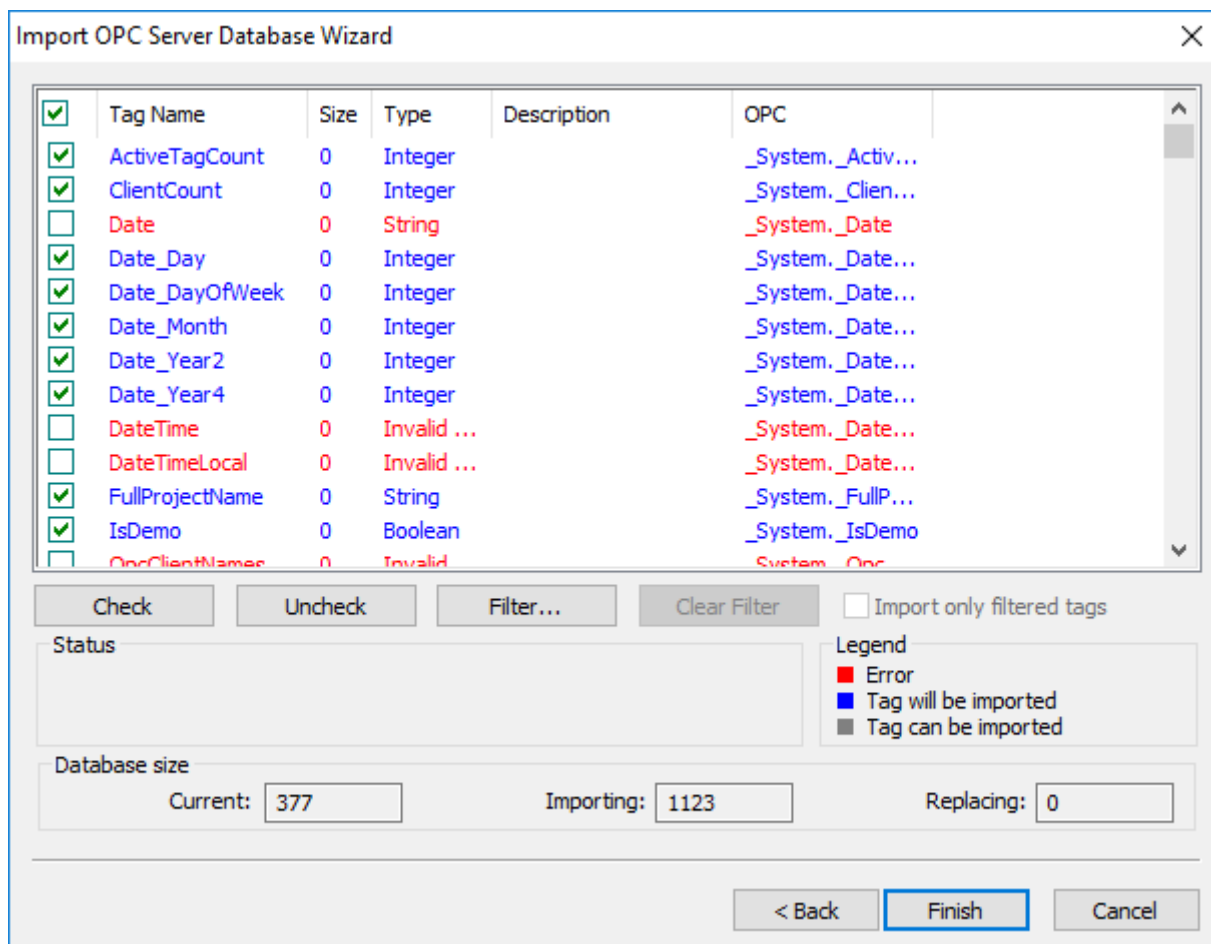 Import OPC Server Database Wizard
Tag Name Size Type Description OPC
ActiveTagCount 0 Integer _System._Activ...
ClientCount 0 Integer _System._Clien...
Date 0 String _System._Date
Date_Day 0 Integer _System._Date...
Date_DayOfWeek 0 Integer _System._Date...
Date_Month 0 Integer _System._Date...
Date_Year2 0 Integer _System._Date...
Date_Year4 0 Integer _System._Date...
DateTime 0 Invalid ... _System._Date...
DateTimeLocal 0 Invalid ... _System._Date...
FullProjectName 0 String _System._FullP...
IsDemo 0 Boolean _System._IsDemo
OpcClientNames 0 Invalid ... _System._Opc...
Check Uncheck Filter... Clear Filter Import only filtered tags
Status Legend
Error
Tag will be imported
Tag can be imported
Database size
Current: 377 Importing: 1123 Replacing: 0
< Back Finish Cancel